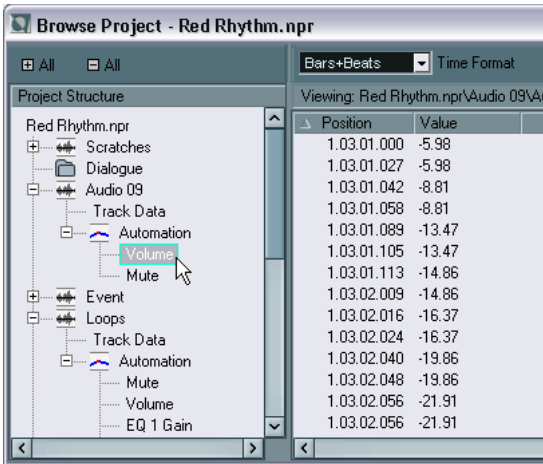 Browse Project - Red Rhythm.npr
All All
Bars+Beats Time Format
Project Structure
Viewing: Red Rhythm.npr\Audio 09\
Red Rhythm.npr
Scratches
Dialogue
Audio 09
Track Data
Automation
Volume
Mute
Event
Loops
Track Data
Automation
Mute
Volume
EQ 1 Gain
Position Value
1.03.01.000 -5.98
1.03.01.027 -5.98
1.03.01.042 -8.81
1.03.01.058 -8.81
1.03.01.089 -13.47
1.03.01.105 -13.47
1.03.01.113 -14.86
1.03.02.009 -14.86
1.03.02.016 -16.37
1.03.02.024 -16.37
1.03.02.040 -19.86
1.03.02.048 -19.86
1.03.02.056 -21.91
1.03.02.056 -21.91